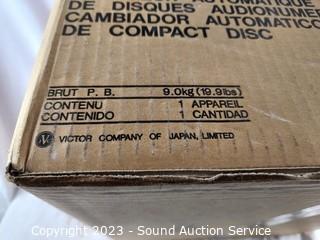 DE DISQUES AUDIONUMÉ
CAMBIADOR AUTOMATICO
DE COMPACT DISC
BRUT P. B. 9.0kg (19.9lbs)
CONTENU 1 APPAREIL
CONTENIDO 1 CANTIDAD
VICTOR COMPANY OF JAPAN, LIMITED
Copyright 2023 - Sound Auction Service